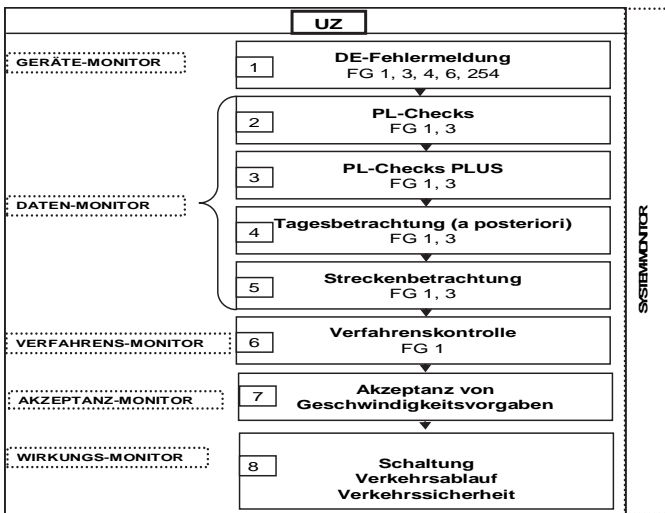 UZ
GERÄTE-MONITOR
1
DE-Fehlermeldung
FG 1, 3, 4, 6, 254
2
PL-Checks
FG 1, 3
3
PL-Checks PLUS
FG 1, 3
DATEN-MONITOR
4
Tagesbetrachtung (a posteriori)
FG 1, 3
5
Streckenbetrachtung
FG 1, 3
VERFAHRENS-MONITOR
6
Verfahrenskontrolle
FG 1
AKZEPTANZ-MONITOR
7
Akzeptanz von
Geschwindigkeitsvorgaben
WIRKUNGS-MONITOR
8
Schaltung
Verkehrsablauf
Verkehrssicherheit
SYSTEMMONITOR